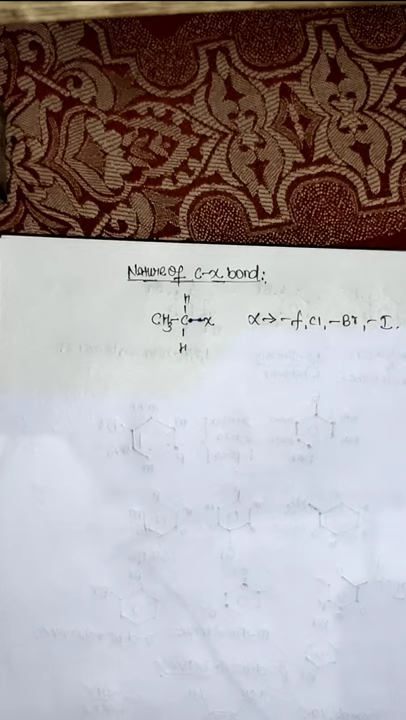 Nature of C-X bond:
H
CH3-C-X X→-F, Cl, -Br, -I.
H